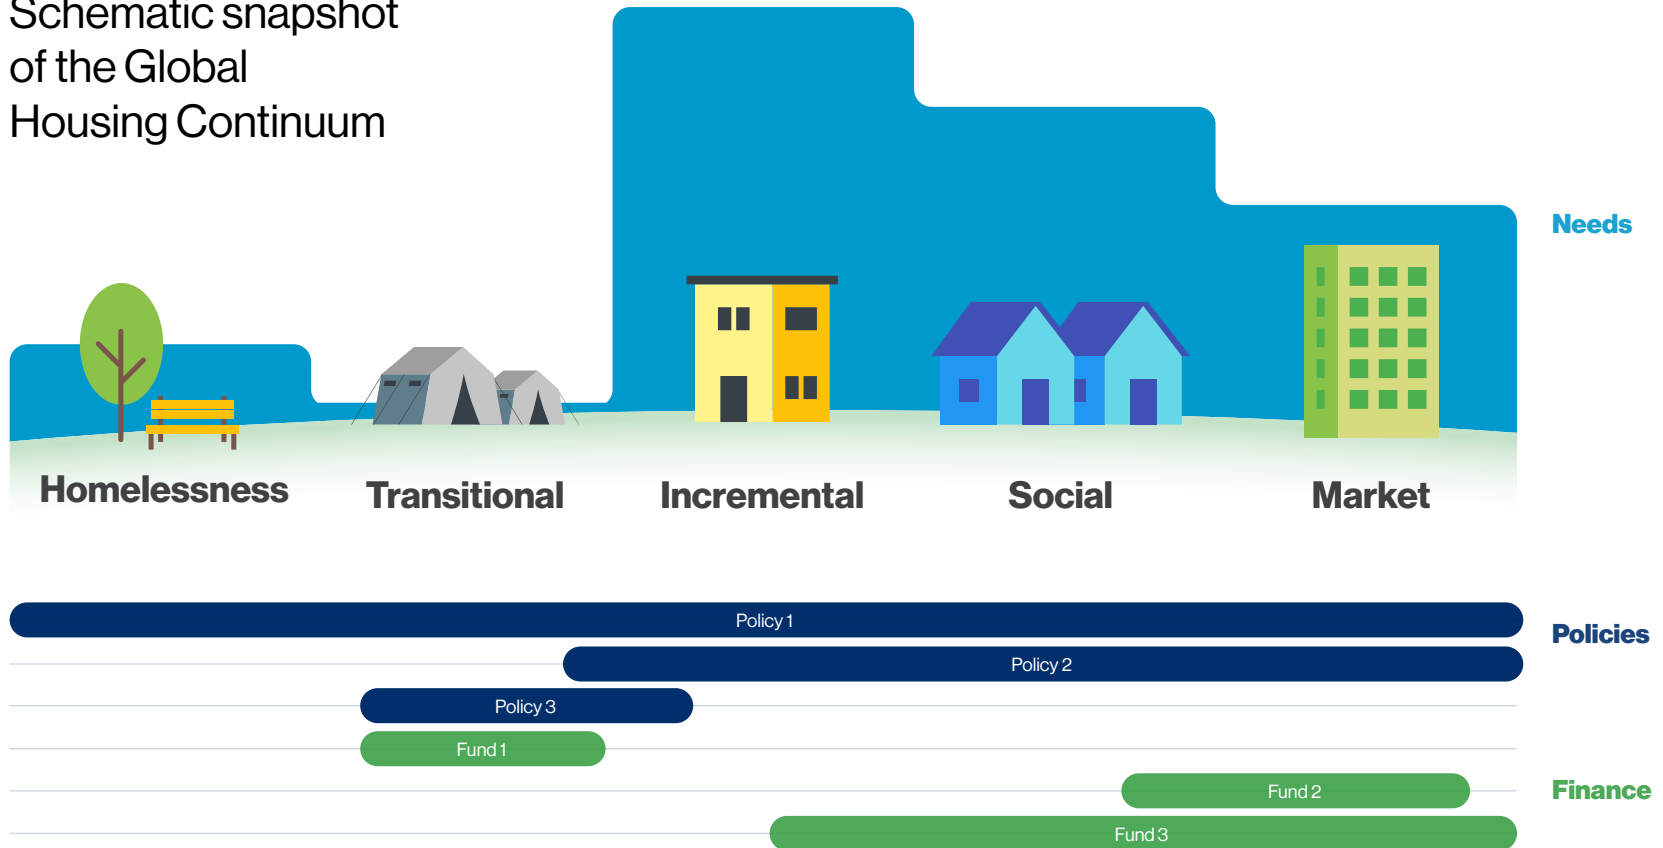 Schematic snapshot
of the Global
Housing Continuum
Needs
Homelessness
Transitional
Incremental
Social
Market
Policy 1
Policies
Policy 2
Policy 3
Fund 1
Fund 2
Finance
Fund 3